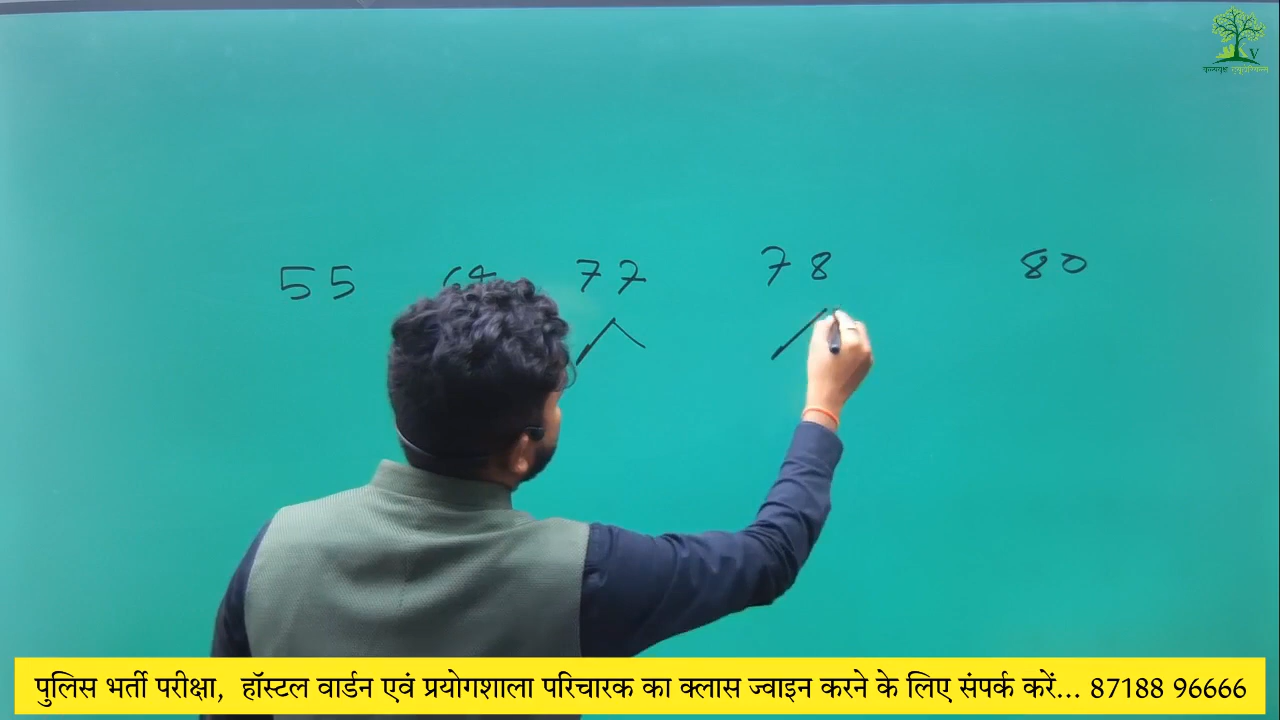 V
55 64 77 78 80
पुलिस भर्ती परीक्षा, हॉस्टल वार्डन एवं प्रयोगशाला परिचारक का क्लास ज्वाइन करने के लिए संपर्क करें... 87188 96666